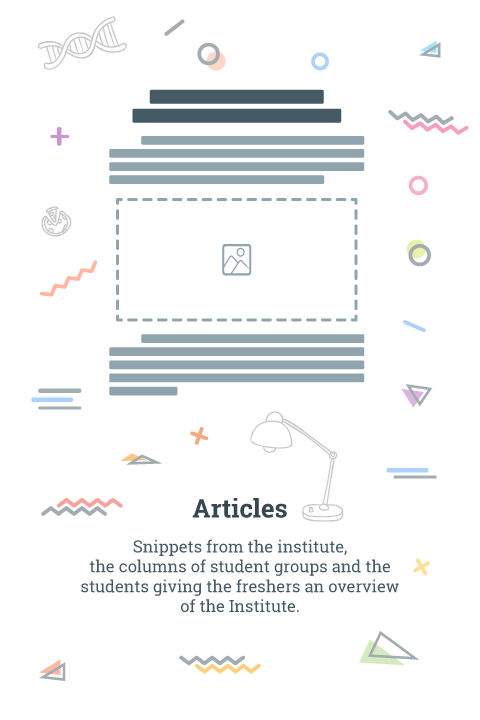 Articles
Snippets from the institute,
the columns of student groups and the
students giving the freshers an overview
of the Institute.